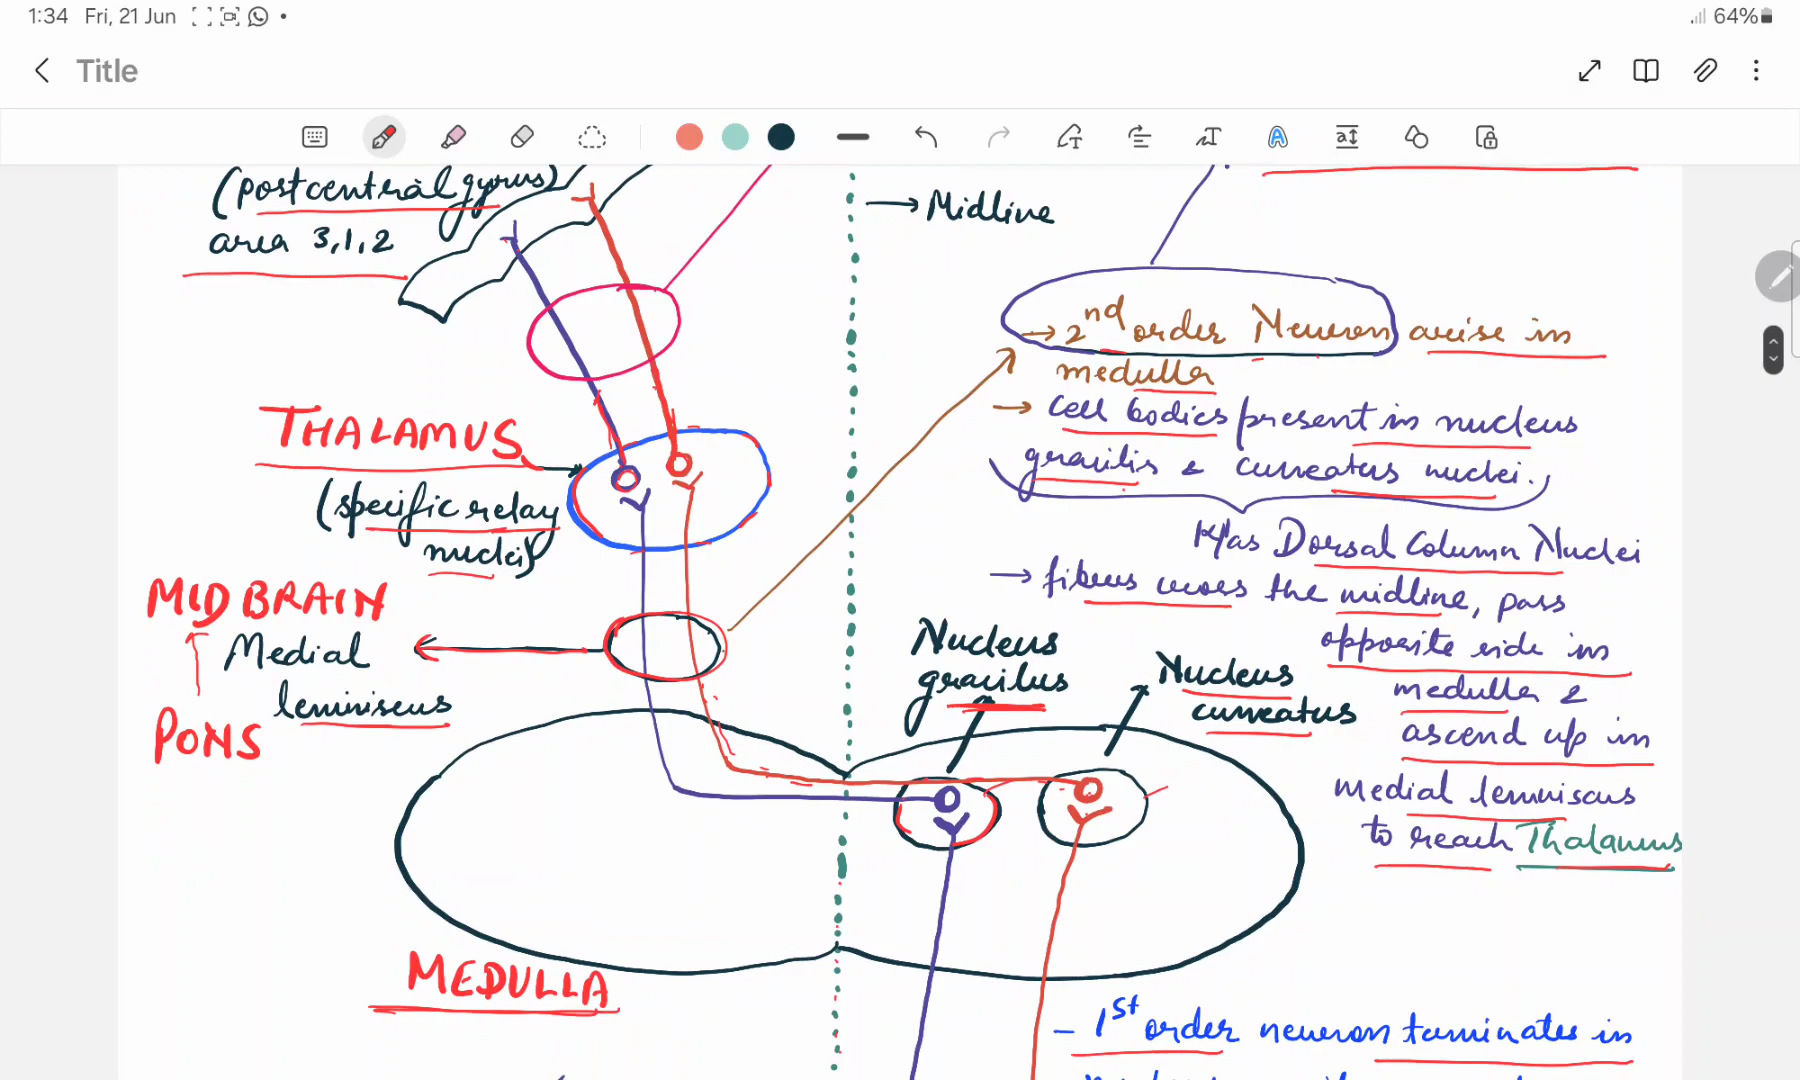 1:34 Fri, 21 Jun
64%
Title
(postcentral gyrus)
area 3,1,2
→ Midline
→ 2nd order Neuron arise in
medulla
→ cell bodies present in nucleus
gracilis & cuneatus nuclei.
K/as Dorsal Column Nuclei
→ fibres cross the midline, pass
opposite side in
medulla &
ascend up in
medial lemniscus
to reach Thalamus
THALAMUS
(specific relay
nuclei)
MIDBRAIN
Medial
lemniscus
PONS
Nucleus
gracilus
Nucleus
cuneatus
MEDULLA
– 1st order neuron terminates in